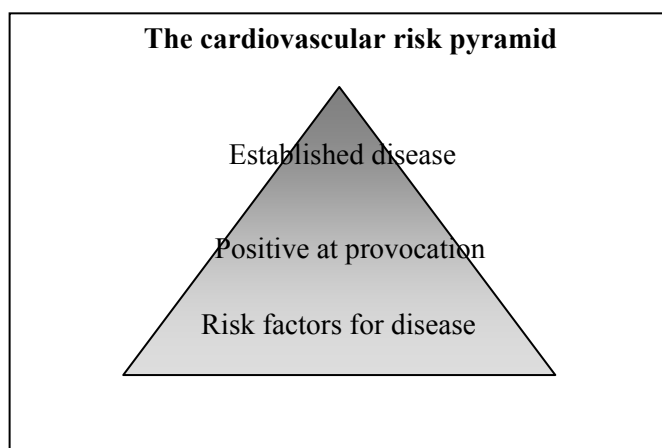 The cardiovascular risk pyramid
Established disease
Positive at provocation
Risk factors for disease